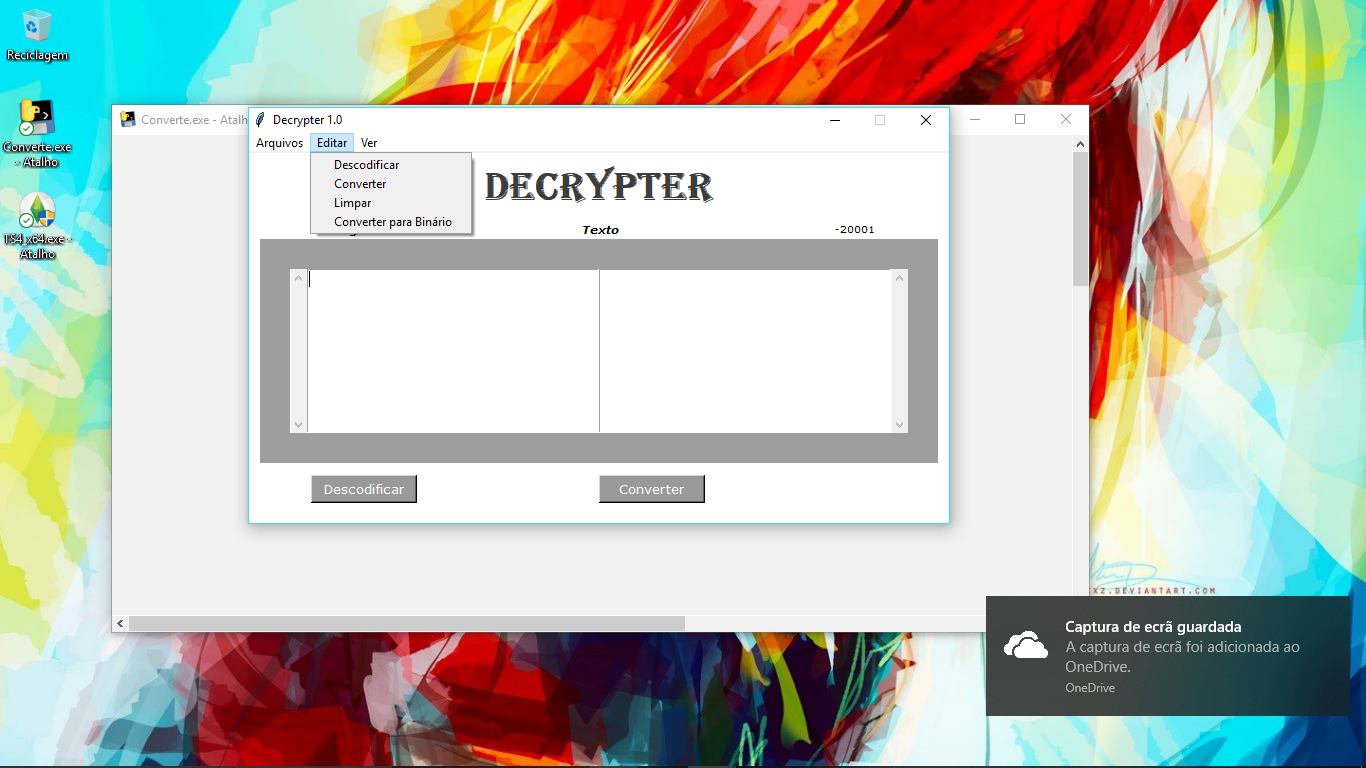 Reciclagem
Converte.exe
- Atalho
TS4_x64.exe -
Atalho
Converte.exe - Atalh
Decrypter 1.0
Arquivos Editar Ver
Descodificar
Converter
Limpar
Converter para Binário
DECRYPTER
Texto
-20001
Descodificar
Converter
XZ.DEVIANTART.COM
Captura de ecrã guardada
A captura de ecrã foi adicionada ao
OneDrive.
OneDrive